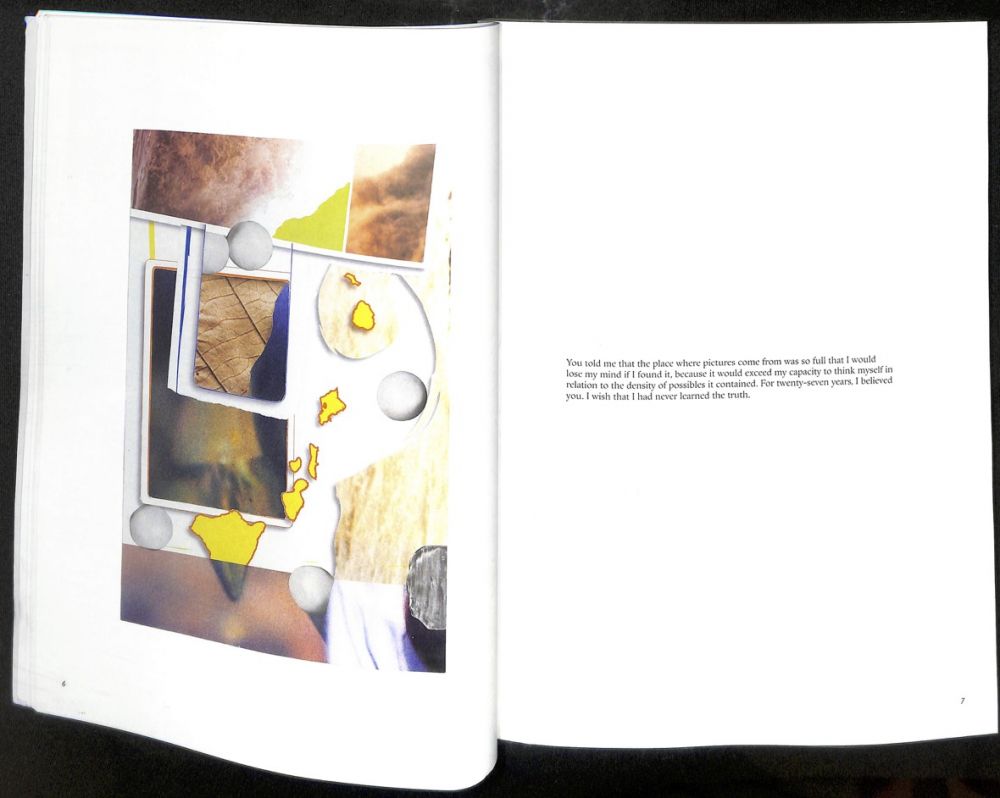 6
You told me that the place where pictures come from was so full that I would
lose my mind if I found it, because it would exceed my capacity to think myself in
relation to the density of possibles it contained. For twenty-seven years, I believed
you. I wish that I had never learned the truth.
7